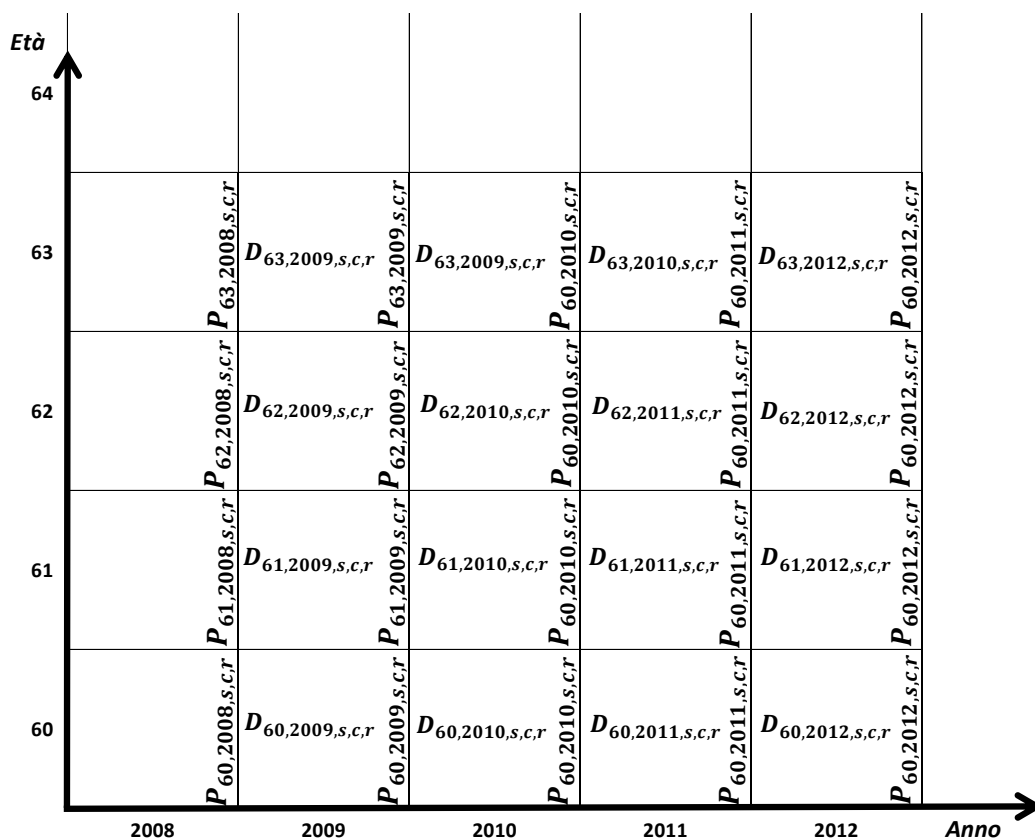 Età
64
63
P63,2008,s,c,r
D63,2009,s,c,r
P63,2009,s,c,r
D63,2009,s,c,r
P60,2010,s,c,r
D63,2010,s,c,r
P60,2011,s,c,r
D63,2012,s,c,r
P60,2012,s,c,r
62
P62,2008,s,c,r
D62,2009,s,c,r
P62,2009,s,c,r
D62,2010,s,c,r
P60,2010,s,c,r
D62,2011,s,c,r
P60,2011,s,c,r
D62,2012,s,c,r
P60,2012,s,c,r
61
P61,2008,s,c,r
D61,2009,s,c,r
P61,2009,s,c,r
D61,2010,s,c,r
P60,2010,s,c,r
D61,2011,s,c,r
P60,2011,s,c,r
D61,2012,s,c,r
P60,2012,s,c,r
60
P60,2008,s,c,r
D60,2009,s,c,r
P60,2009,s,c,r
D60,2010,s,c,r
P60,2010,s,c,r
D60,2011,s,c,r
P60,2011,s,c,r
D60,2012,s,c,r
P60,2012,s,c,r
2008 2009 2010 2011 2012 Anno